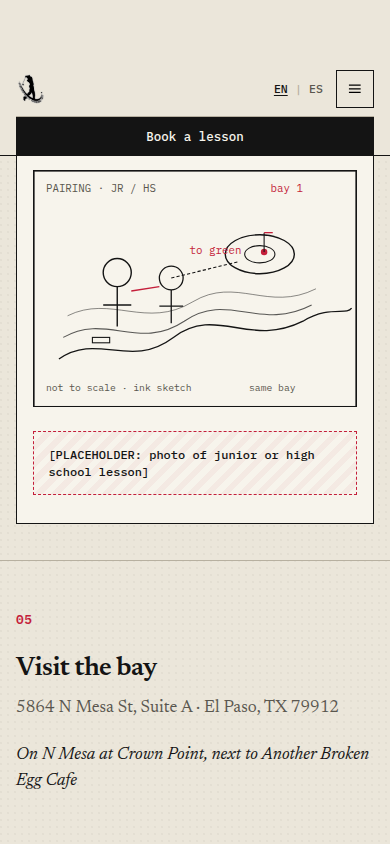 EN | ES
Book a lesson
PAIRING · JR / HS
bay 1
to green
not to scale · ink sketch
same bay
[PLACEHOLDER: photo of junior or high
school lesson]
05
Visit the bay
5864 N Mesa St, Suite A · El Paso, TX 79912
On N Mesa at Crown Point, next to Another Broken
Egg Cafe